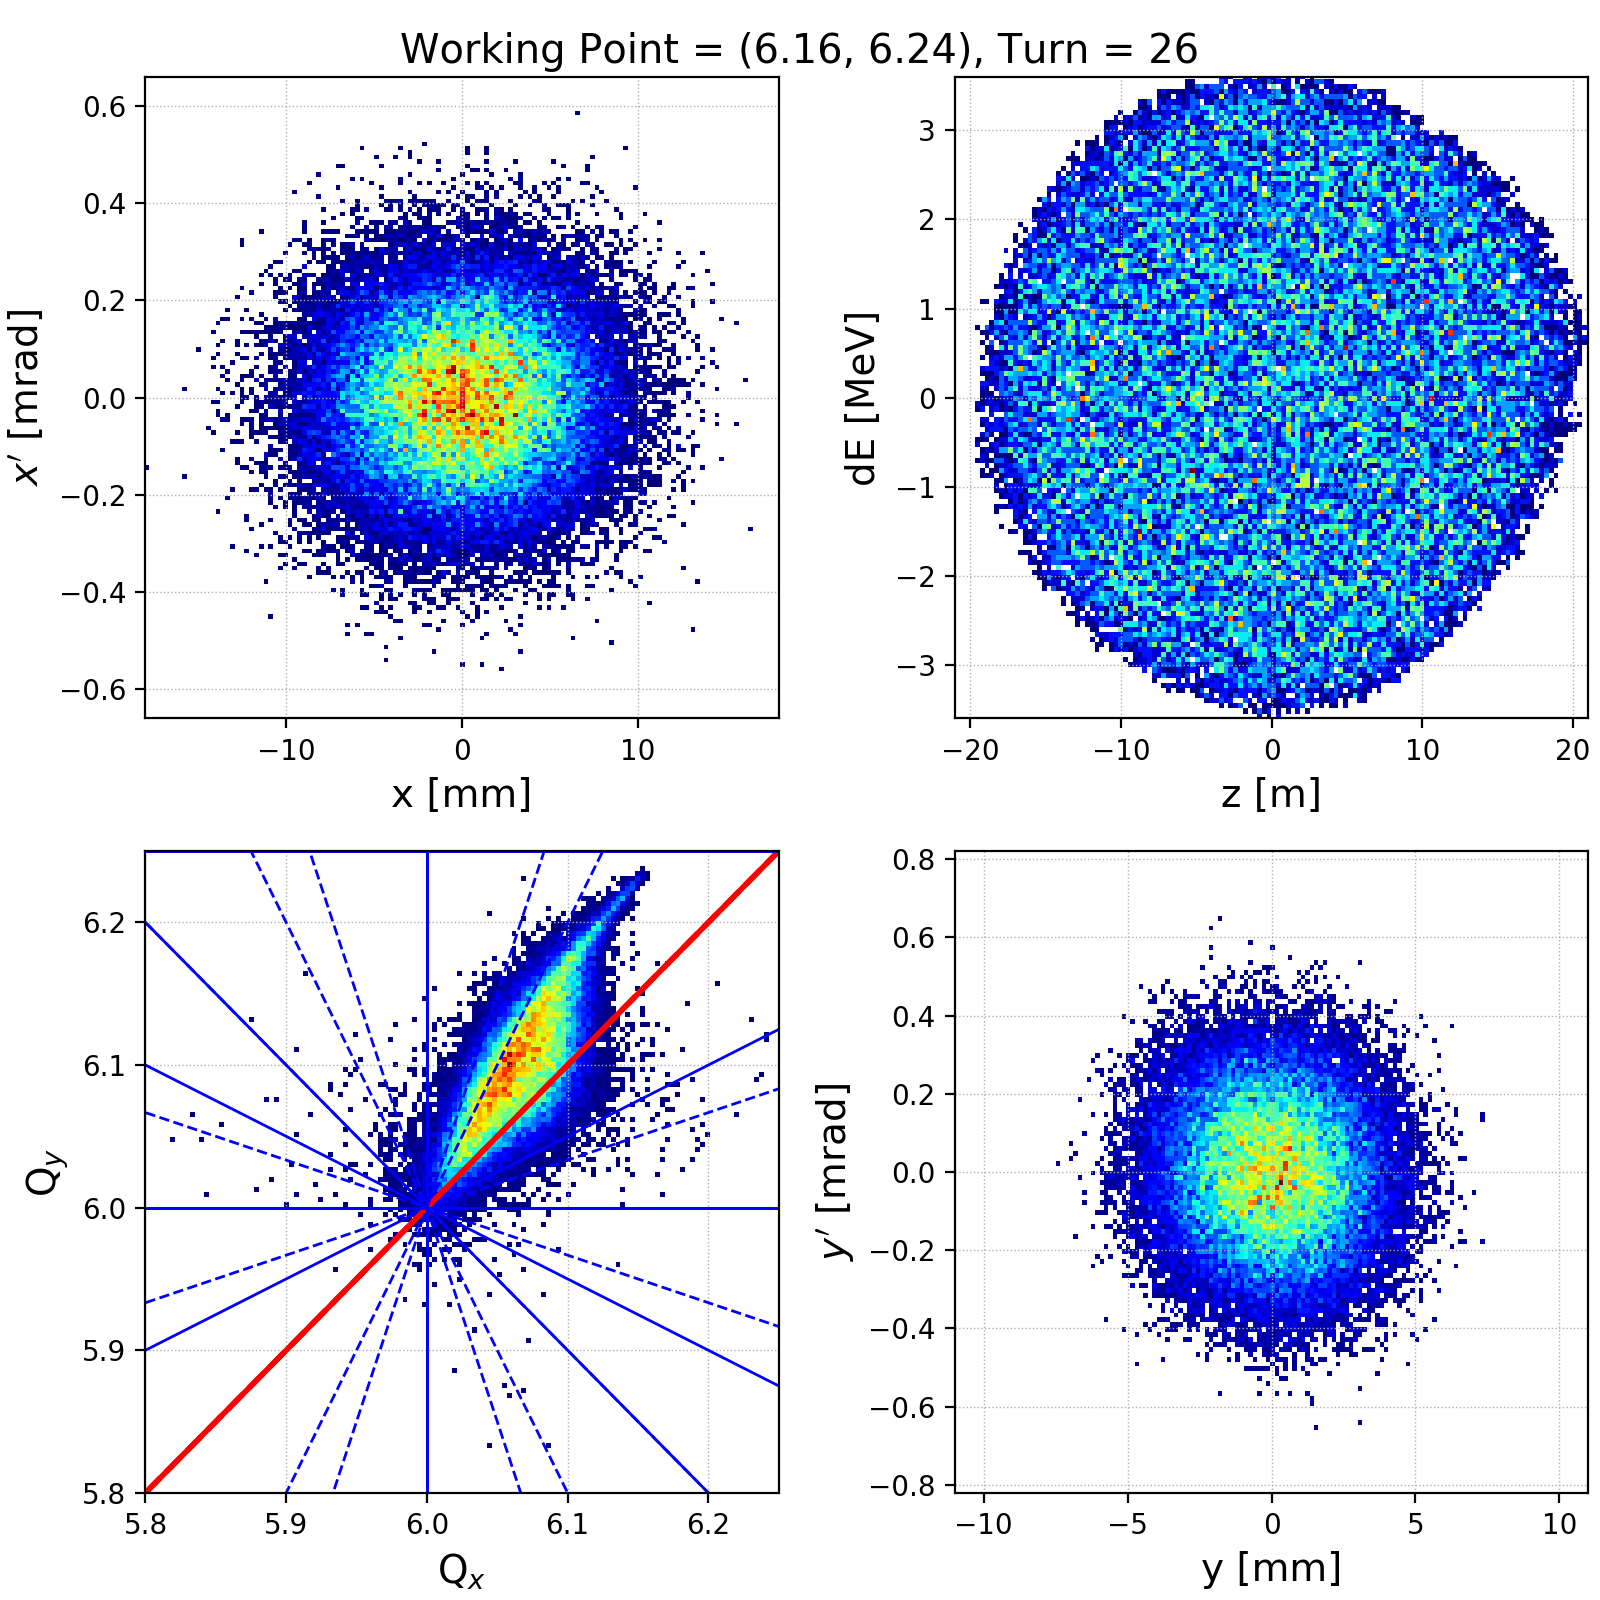 Working Point = (6.16, 6.24), Turn = 26
0.6
0.4
0.2
0.0
−0.2
−0.4
−0.6
x′ [mrad]
−10 0 10
x [mm]
3
2
1
0
−1
−2
−3
dE [MeV]
−20 −10 0 10 20
z [m]
6.2
6.1
6.0
5.9
5.8
Qy
5.8 5.9 6.0 6.1 6.2
Qx
0.8
0.6
0.4
0.2
0.0
−0.2
−0.4
−0.6
−0.8
y′ [mrad]
−10 −5 0 5 10
y [mm]